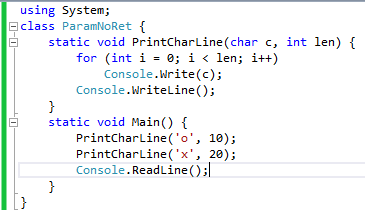 using System;
class ParamNoRet {
    static void PrintCharLine(char c, int len) {
        for (int i = 0; i < len; i++)
            Console.Write(c);
        Console.WriteLine();
    }
    static void Main() {
        PrintCharLine('o', 10);
        PrintCharLine('x', 20);
        Console.ReadLine();
    }
}